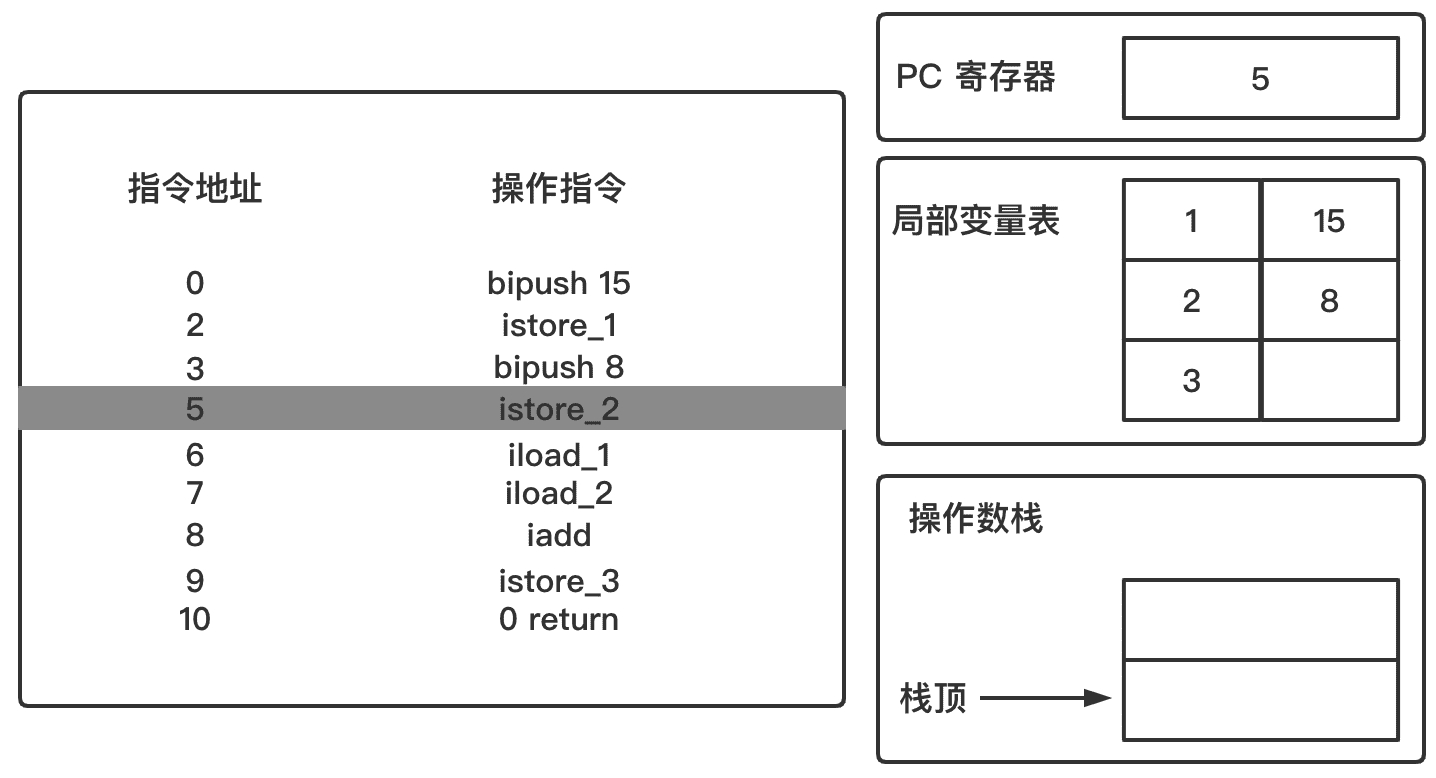 指令地址 操作指令
0 bipush 15
2 istore_1
3 bipush 8
5 istore_2
6 iload_1
7 iload_2
8 iadd
9 istore_3
10 0 return
PC 寄存器 5
局部变量表 1 15
2 8
3
操作数栈
栈顶